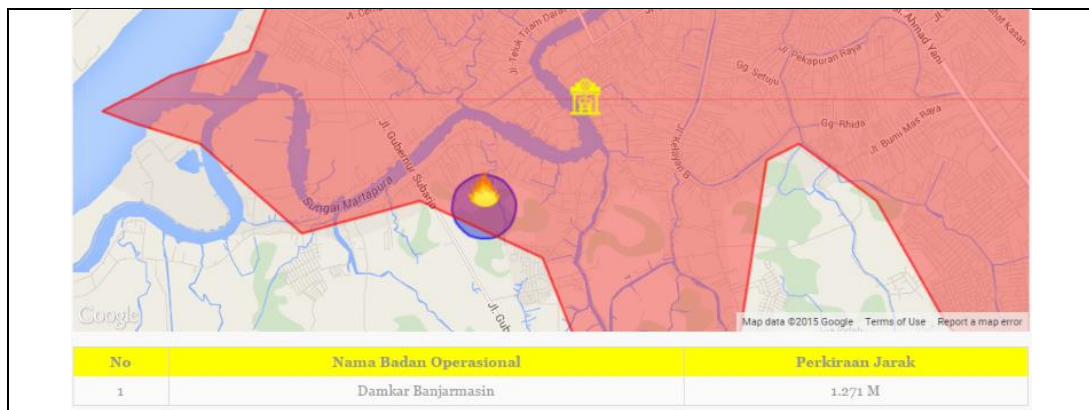 Jl. Teluk Tiram Darat
Ahmad Yani
Jl. Pekapuran Raya
Gg. Setuju
Gg. Rhida
Jl. Bumi Mas Raya
Jl. Gubernur Subarjo
Jl. Kelayan B
Sungai Martapura
Jl. Gub
Google
Map data ©2015 Google Terms of Use Report a map error
No Nama Badan Operasional Perkiraan Jarak
1 Damkar Banjarmasin 1.271 M